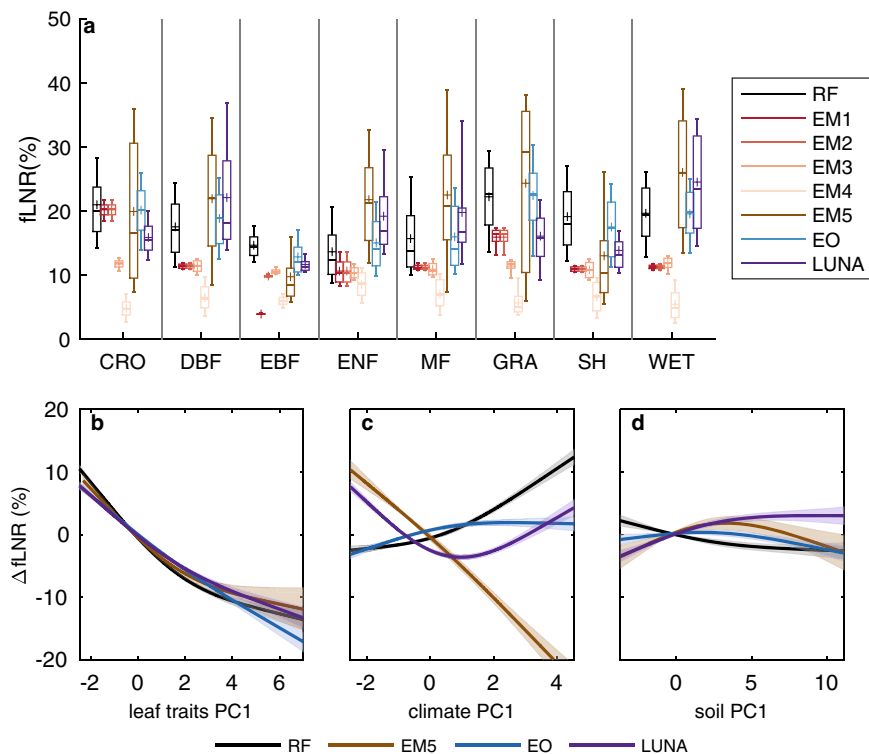 a
fLNR(%)
50
40
30
20
10
0
CRO DBF EBF ENF MF GRA SH WET
RF
EM1
EM2
EM3
EM4
EM5
EO
LUNA
b c d
ΔfLNR (%)
20
10
0
-10
-20
-2 0 2 4 6
-2 0 2 4
0 5 10
leaf traits PC1
climate PC1
soil PC1
RF EM5 EO LUNA